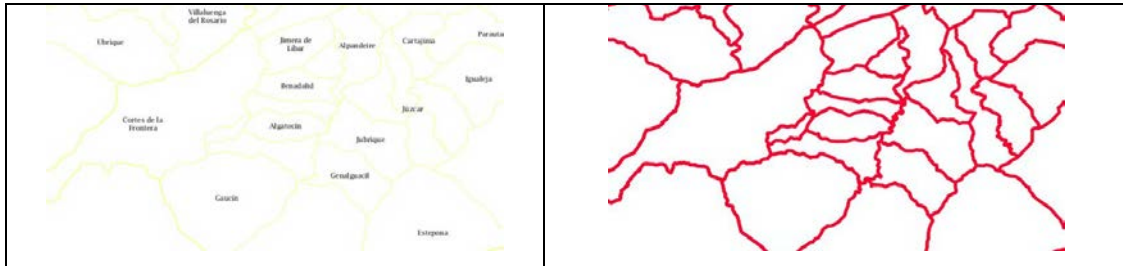 Villaluenga
del Rosario
Ubrique
Jimera de
Líbar
Alpandeire
Cartajima
Parauta
Igualeja
Benadalid
Júzcar
Cortes de la
Frontera
Algatocín
Jubrique
Genalguacil
Gaucín
Estepona